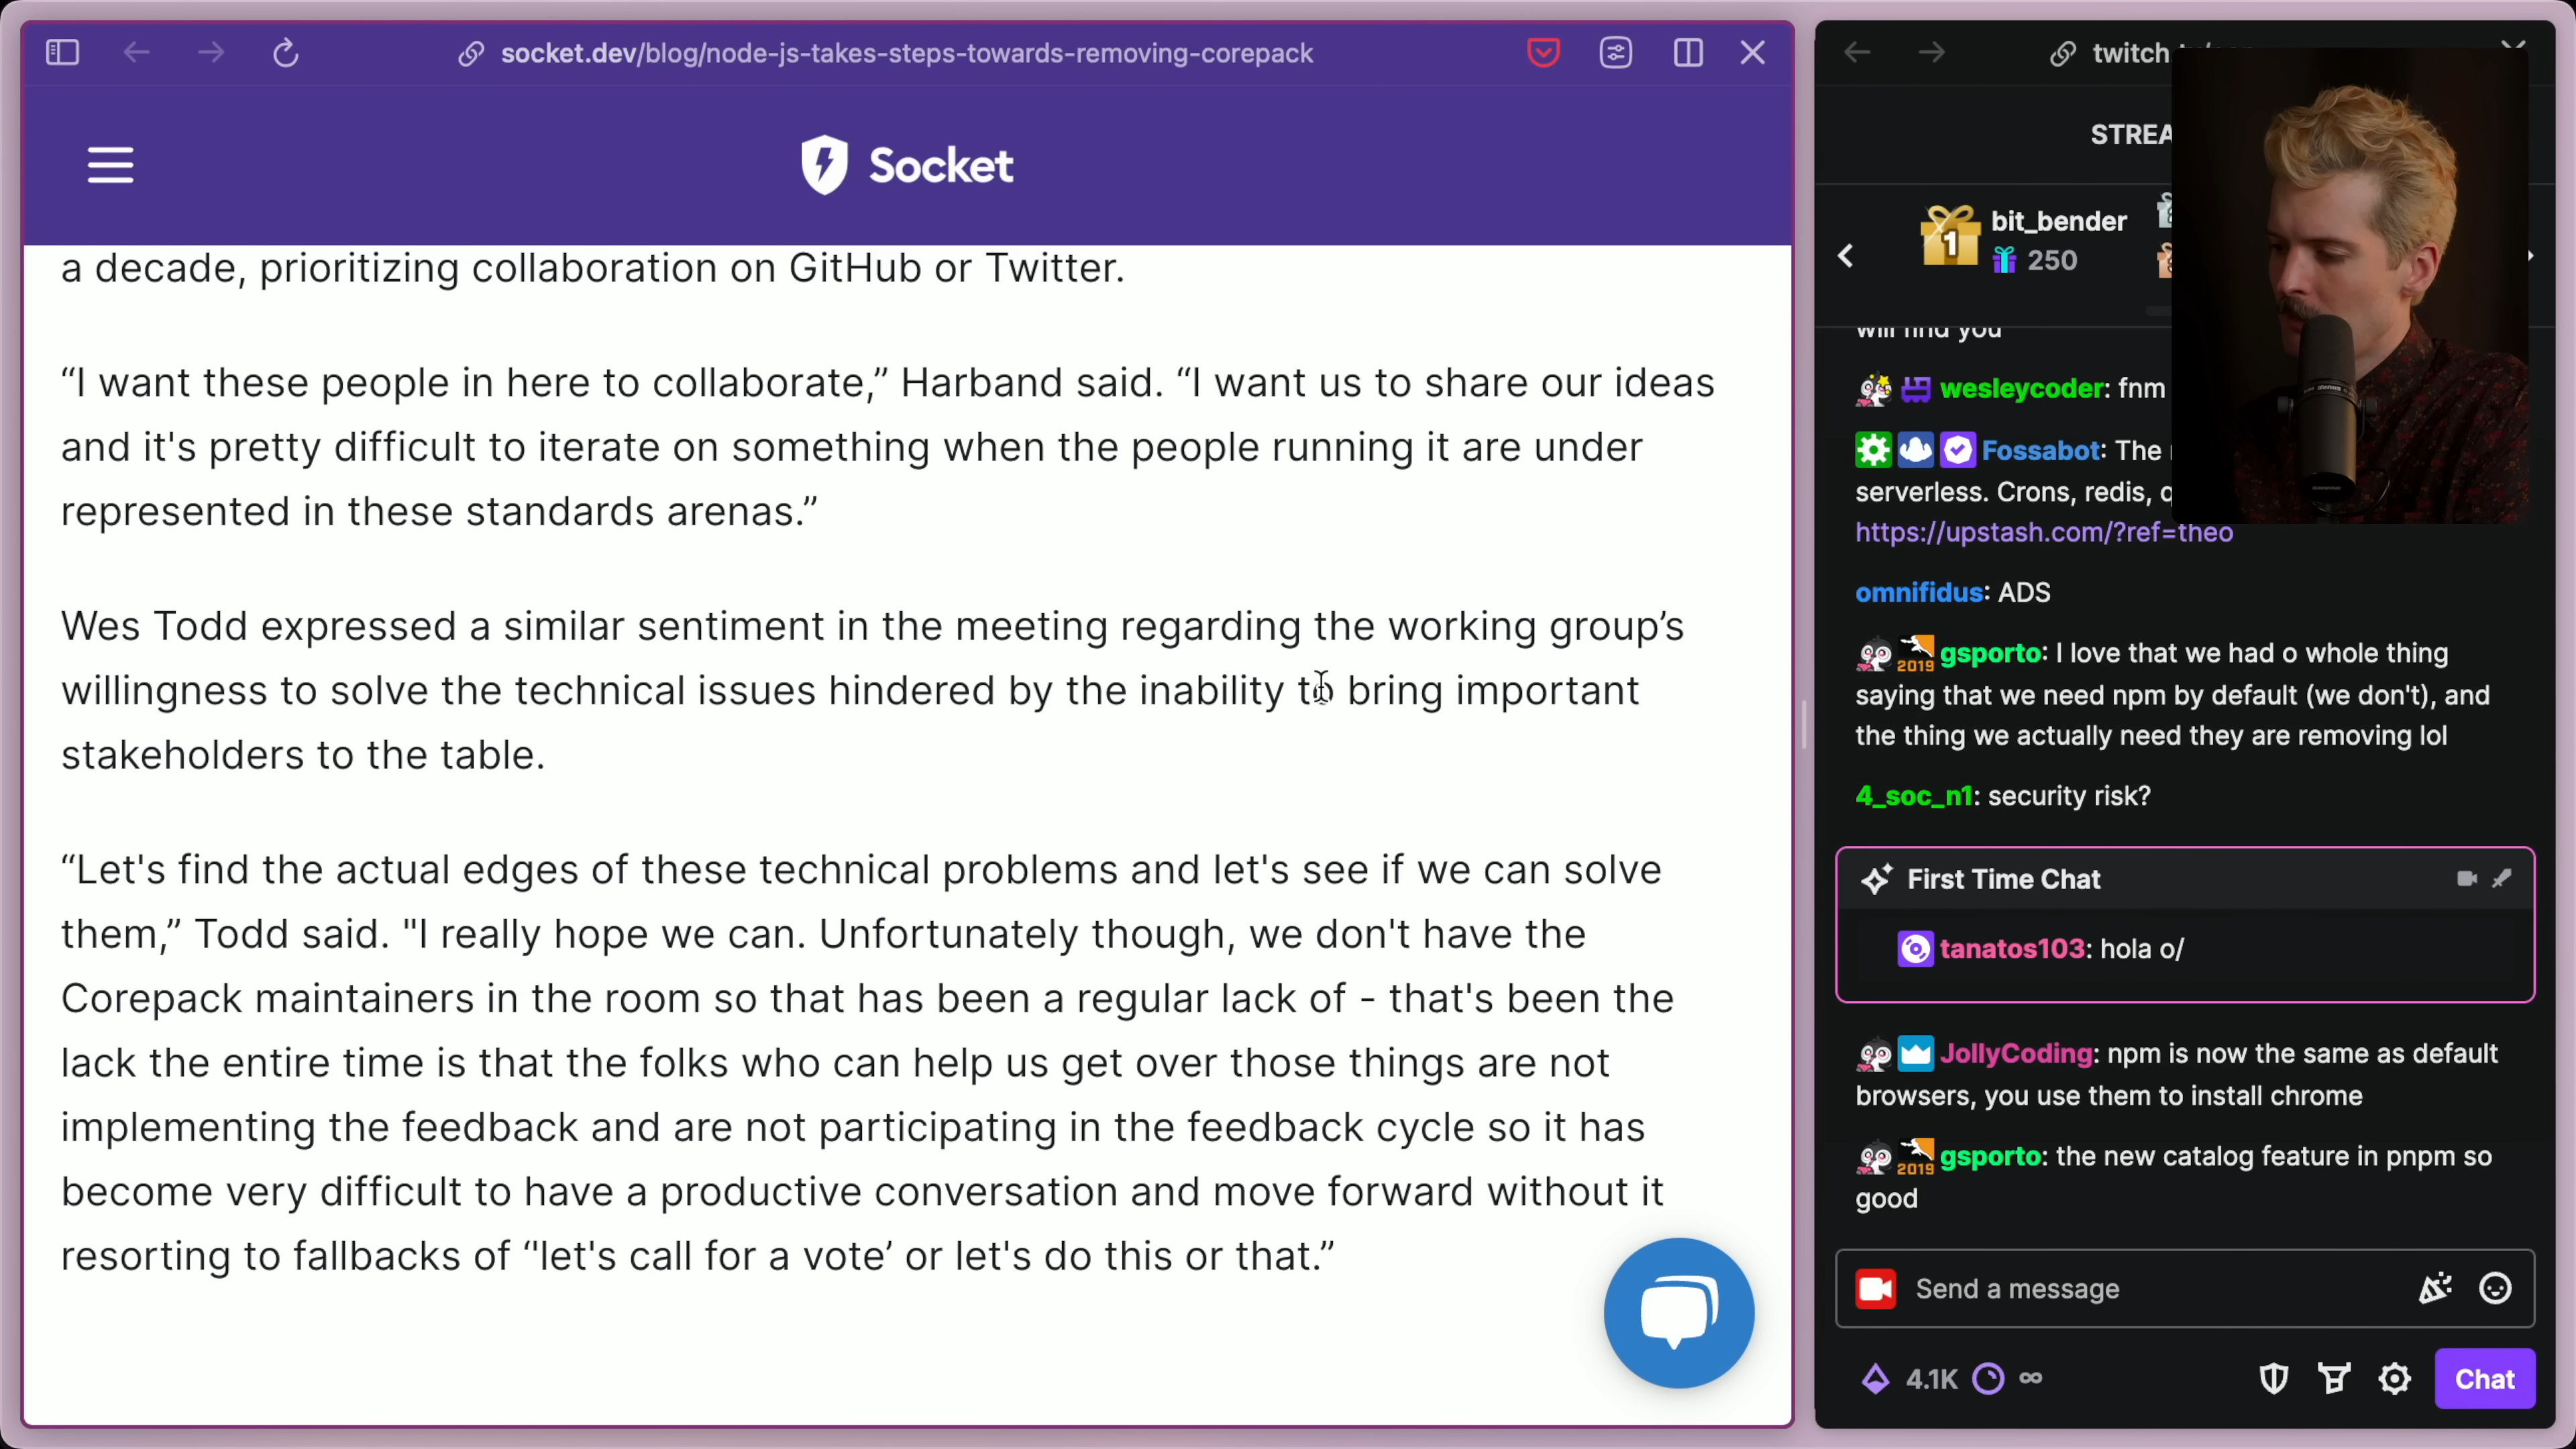 socket.dev/blog/node-js-takes-steps-towards-removing-corepack
Socket
a decade, prioritizing collaboration on GitHub or Twitter.
“I want these people in here to collaborate,” Harband said. “I want us to share our ideas
and it's pretty difficult to iterate on something when the people running it are under
represented in these standards arenas.”
Wes Todd expressed a similar sentiment in the meeting regarding the working group’s
willingness to solve the technical issues hindered by the inability to bring important
stakeholders to the table.
“Let's find the actual edges of these technical problems and let's see if we can solve
them,” Todd said. "I really hope we can. Unfortunately though, we don't have the
Corepack maintainers in the room so that has been a regular lack of - that's been the
lack the entire time is that the folks who can help us get over those things are not
implementing the feedback and are not participating in the feedback cycle so it has
become very difficult to have a productive conversation and move forward without it
resorting to fallbacks of “let's call for a vote’ or let's do this or that.”
twitch
STREA
1
bit_bender
250
will find you
wesleycoder: fnm
Fossabot: The
serverless. Crons, redis,
https://upstash.com/?ref=theo
omnifidus: ADS
2019 gsporto: I love that we had o whole thing
saying that we need npm by default (we don't), and
the thing we actually need they are removing lol
4_soc_n1: security risk?
First Time Chat
tanatos103: hola o/
JollyCoding: npm is now the same as default
browsers, you use them to install chrome
2019 gsporto: the new catalog feature in pnpm so
good
Send a message
4.1K ∞
Chat